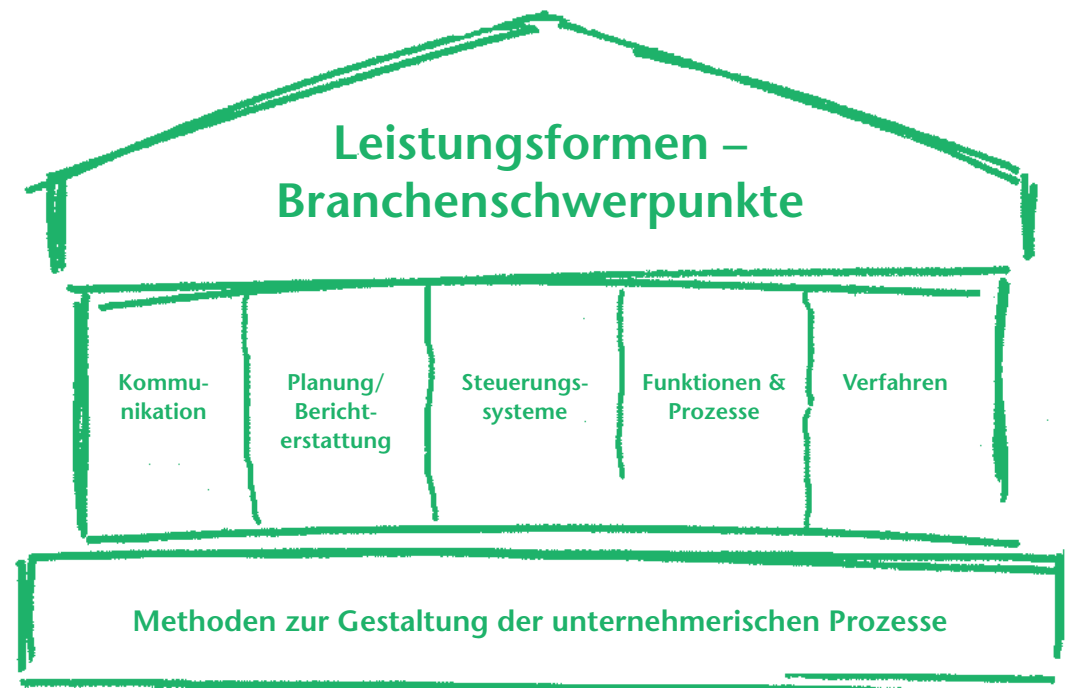 Leistungsformen –
Branchenschwerpunkte
Kommu-
nikation
Planung/
Bericht-
erstattung
Steuerungs-
systeme
Funktionen &
Prozesse
Verfahren
Methoden zur Gestaltung der unternehmerischen Prozesse